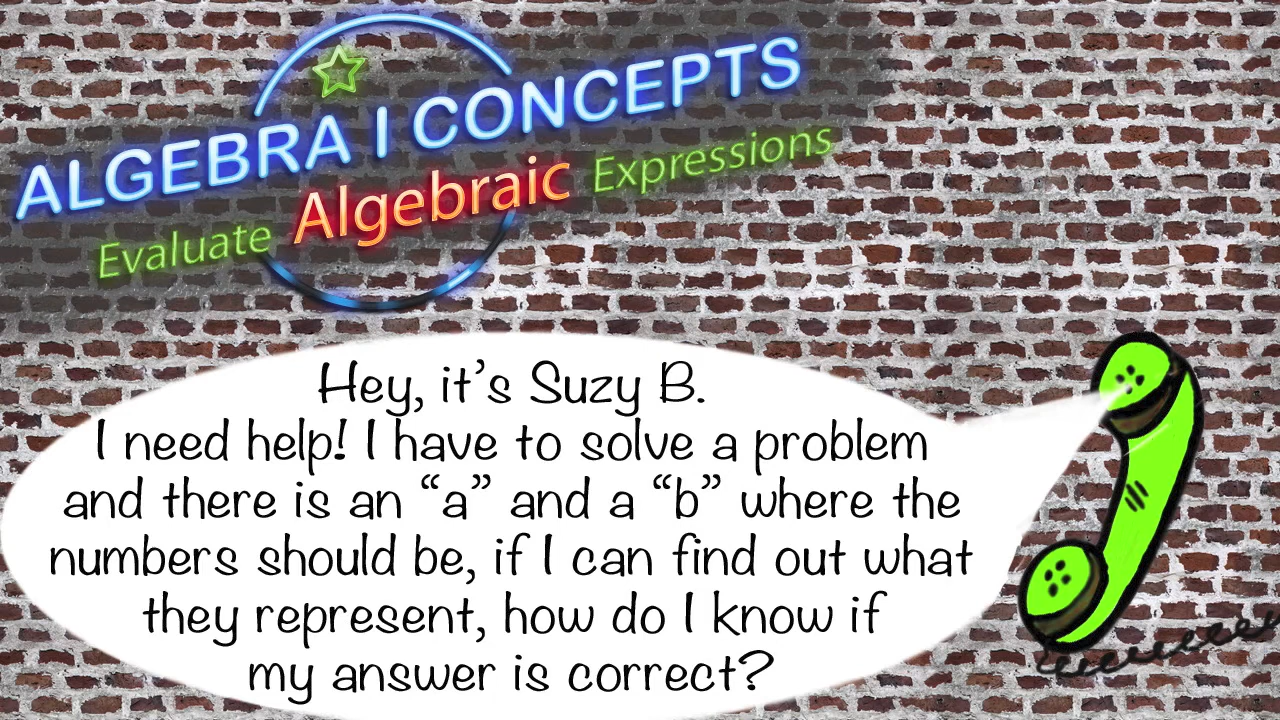 ALGEBRA I CONCEPTS
Evaluate Algebraic Expressions
Hey, it's Suzy B.
I need help! I have to solve a problem
and there is an “a” and a “b” where the
numbers should be, if I can find out what
they represent, how do I know if
my answer is correct?